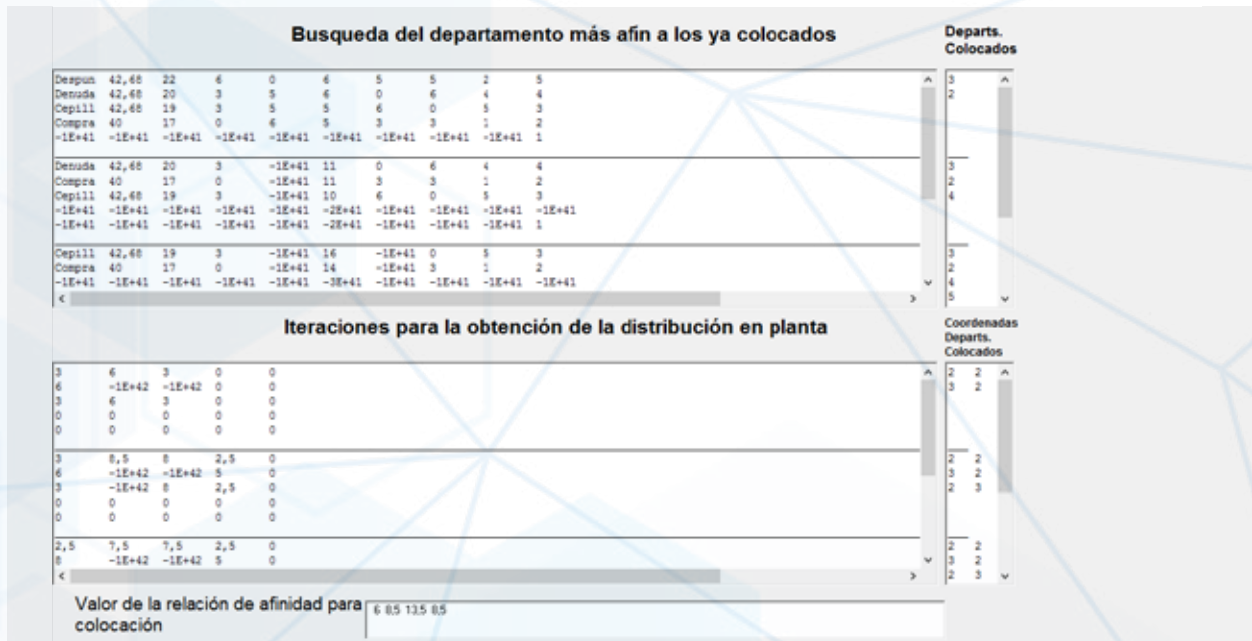 Busqueda del departamento más afin a los ya colocados
Departs.
Colocados
Despun 42,68 22 6 0 6 5 5 2 5
Denuda 42,68 20 3 5 6 0 6 4 4
Cepill 42,68 19 3 5 5 6 0 5 3
Compra 40 17 0 6 5 3 3 1 2
-1E+41 -1E+41 -1E+41 -1E+41 -1E+41 -1E+41 -1E+41 -1E+41 -1E+41 1
3
2
Denuda 42,68 20 3 -1E+41 11 0 6 4 4
Compra 40 17 0 -1E+41 11 3 3 1 2
Cepill 42,68 19 3 -1E+41 10 6 0 5 3
-1E+41 -1E+41 -1E+41 -1E+41 -1E+41 -2E+41 -1E+41 -1E+41 -1E+41 -1E+41
-1E+41 -1E+41 -1E+41 -1E+41 -1E+41 -2E+41 -1E+41 -1E+41 -1E+41 1
3
2
4
Cepill 42,68 19 3 -1E+41 16 -1E+41 0 5 3
Compra 40 17 0 -1E+41 14 -1E+41 3 1 2
-1E+41 -1E+41 -1E+41 -1E+41 -1E+41 -3E+41 -1E+41 -1E+41 -1E+41 -1E+41
3
2
4
5
Iteraciones para la obtención de la distribución en planta
Coordenadas
Departs.
Colocados
3 6 3 0 0
6 -1E+42 -1E+42 0 0
3 6 3 0 0
0 0 0 0 0
0 0 0 0 0
2 2
3 2
3 8,5 8 2,5 0
6 -1E+42 -1E+42 5 0
3 -1E+42 8 2,5 0
0 0 0 0 0
0 0 0 0 0
2 2
3 2
2 3
2,5 7,5 7,5 2,5 0
8 -1E+42 -1E+42 5 0
2 2
3 2
2 3
Valor de la relación de afinidad para
colocación
6 8,5 13,5 8,5